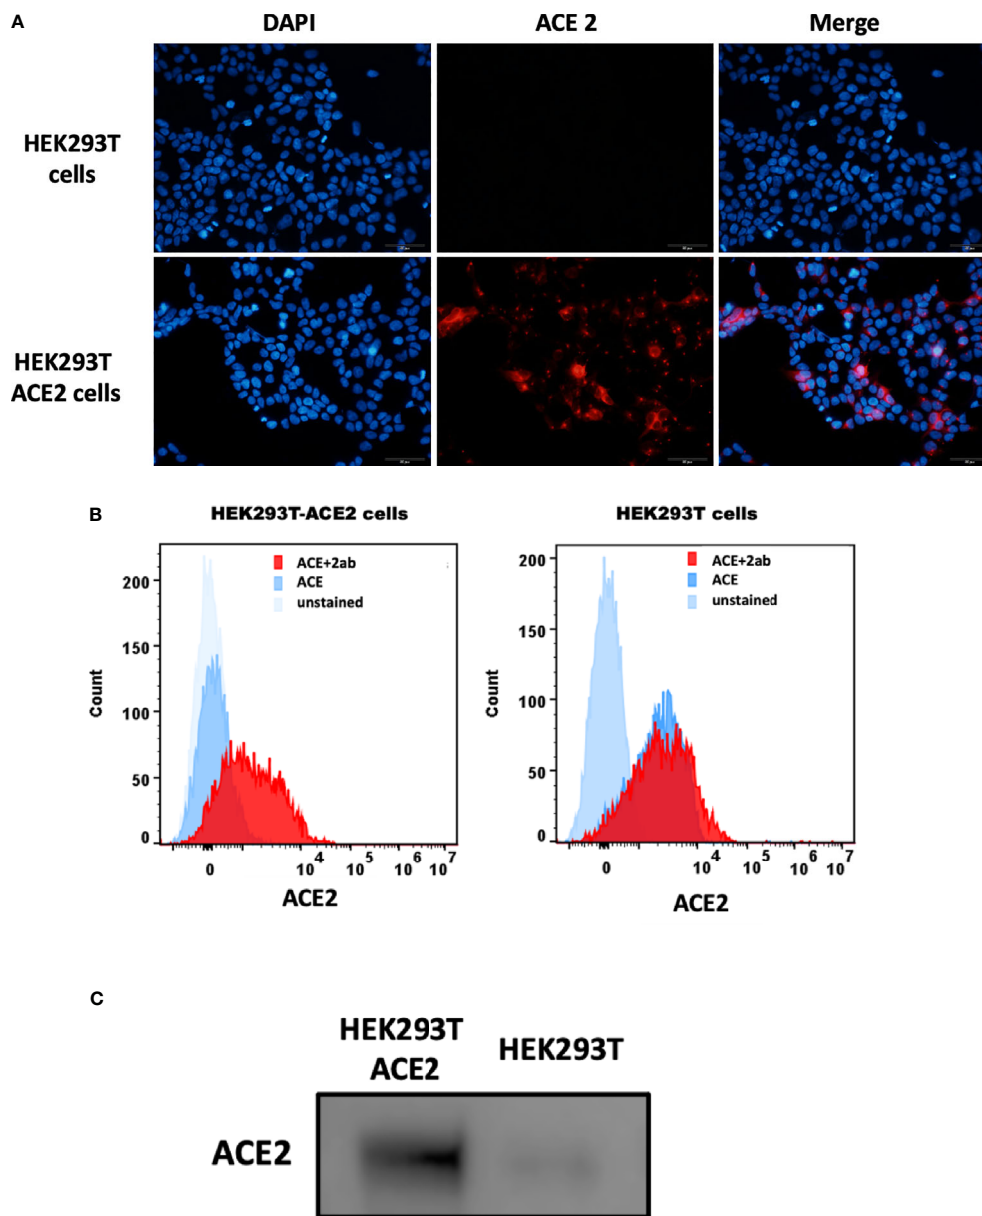 A
DAPI
ACE 2
Merge
HEK293T
cells
HEK293T
ACE2 cells
B
HEK293T-ACE2 cells
ACE+2ab
ACE
unstained
Count
200
150
100
50
0
0
10^4
10^5
10^6
10^7
ACE2
HEK293T cells
ACE+2ab
ACE
unstained
Count
200
150
100
50
0
0
10^4
10^5
10^6
10^7
ACE2
C
HEK293T
ACE2
HEK293T
ACE2